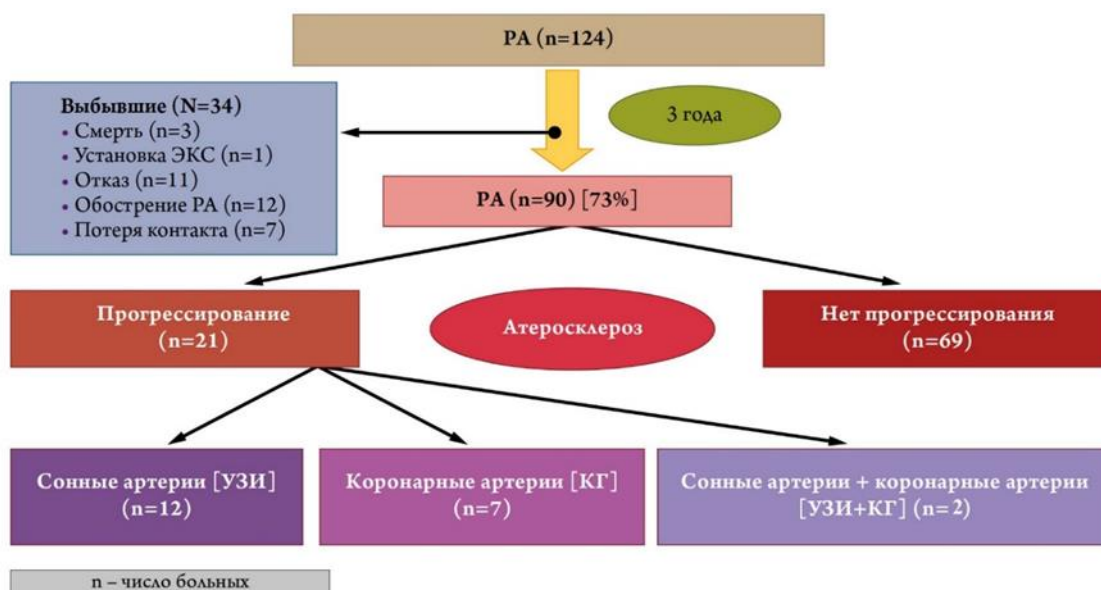 РА (n=124)
Выбывшие (N=34)
• Смерть (n=3)
• Установка ЭКС (n=1)
• Отказ (n=11)
• Обострение РА (n=12)
• Потеря контакта (n=7)
3 года
РА (n=90) [73%]
Прогрессирование
(n=21)
Атеросклероз
Нет прогрессирования
(n=69)
Сонные артерии [УЗИ]
(n=12)
Коронарные артерии [КГ]
(n=7)
Сонные артерии + коронарные артерии
[УЗИ+КГ] (n=2)
n – число больных